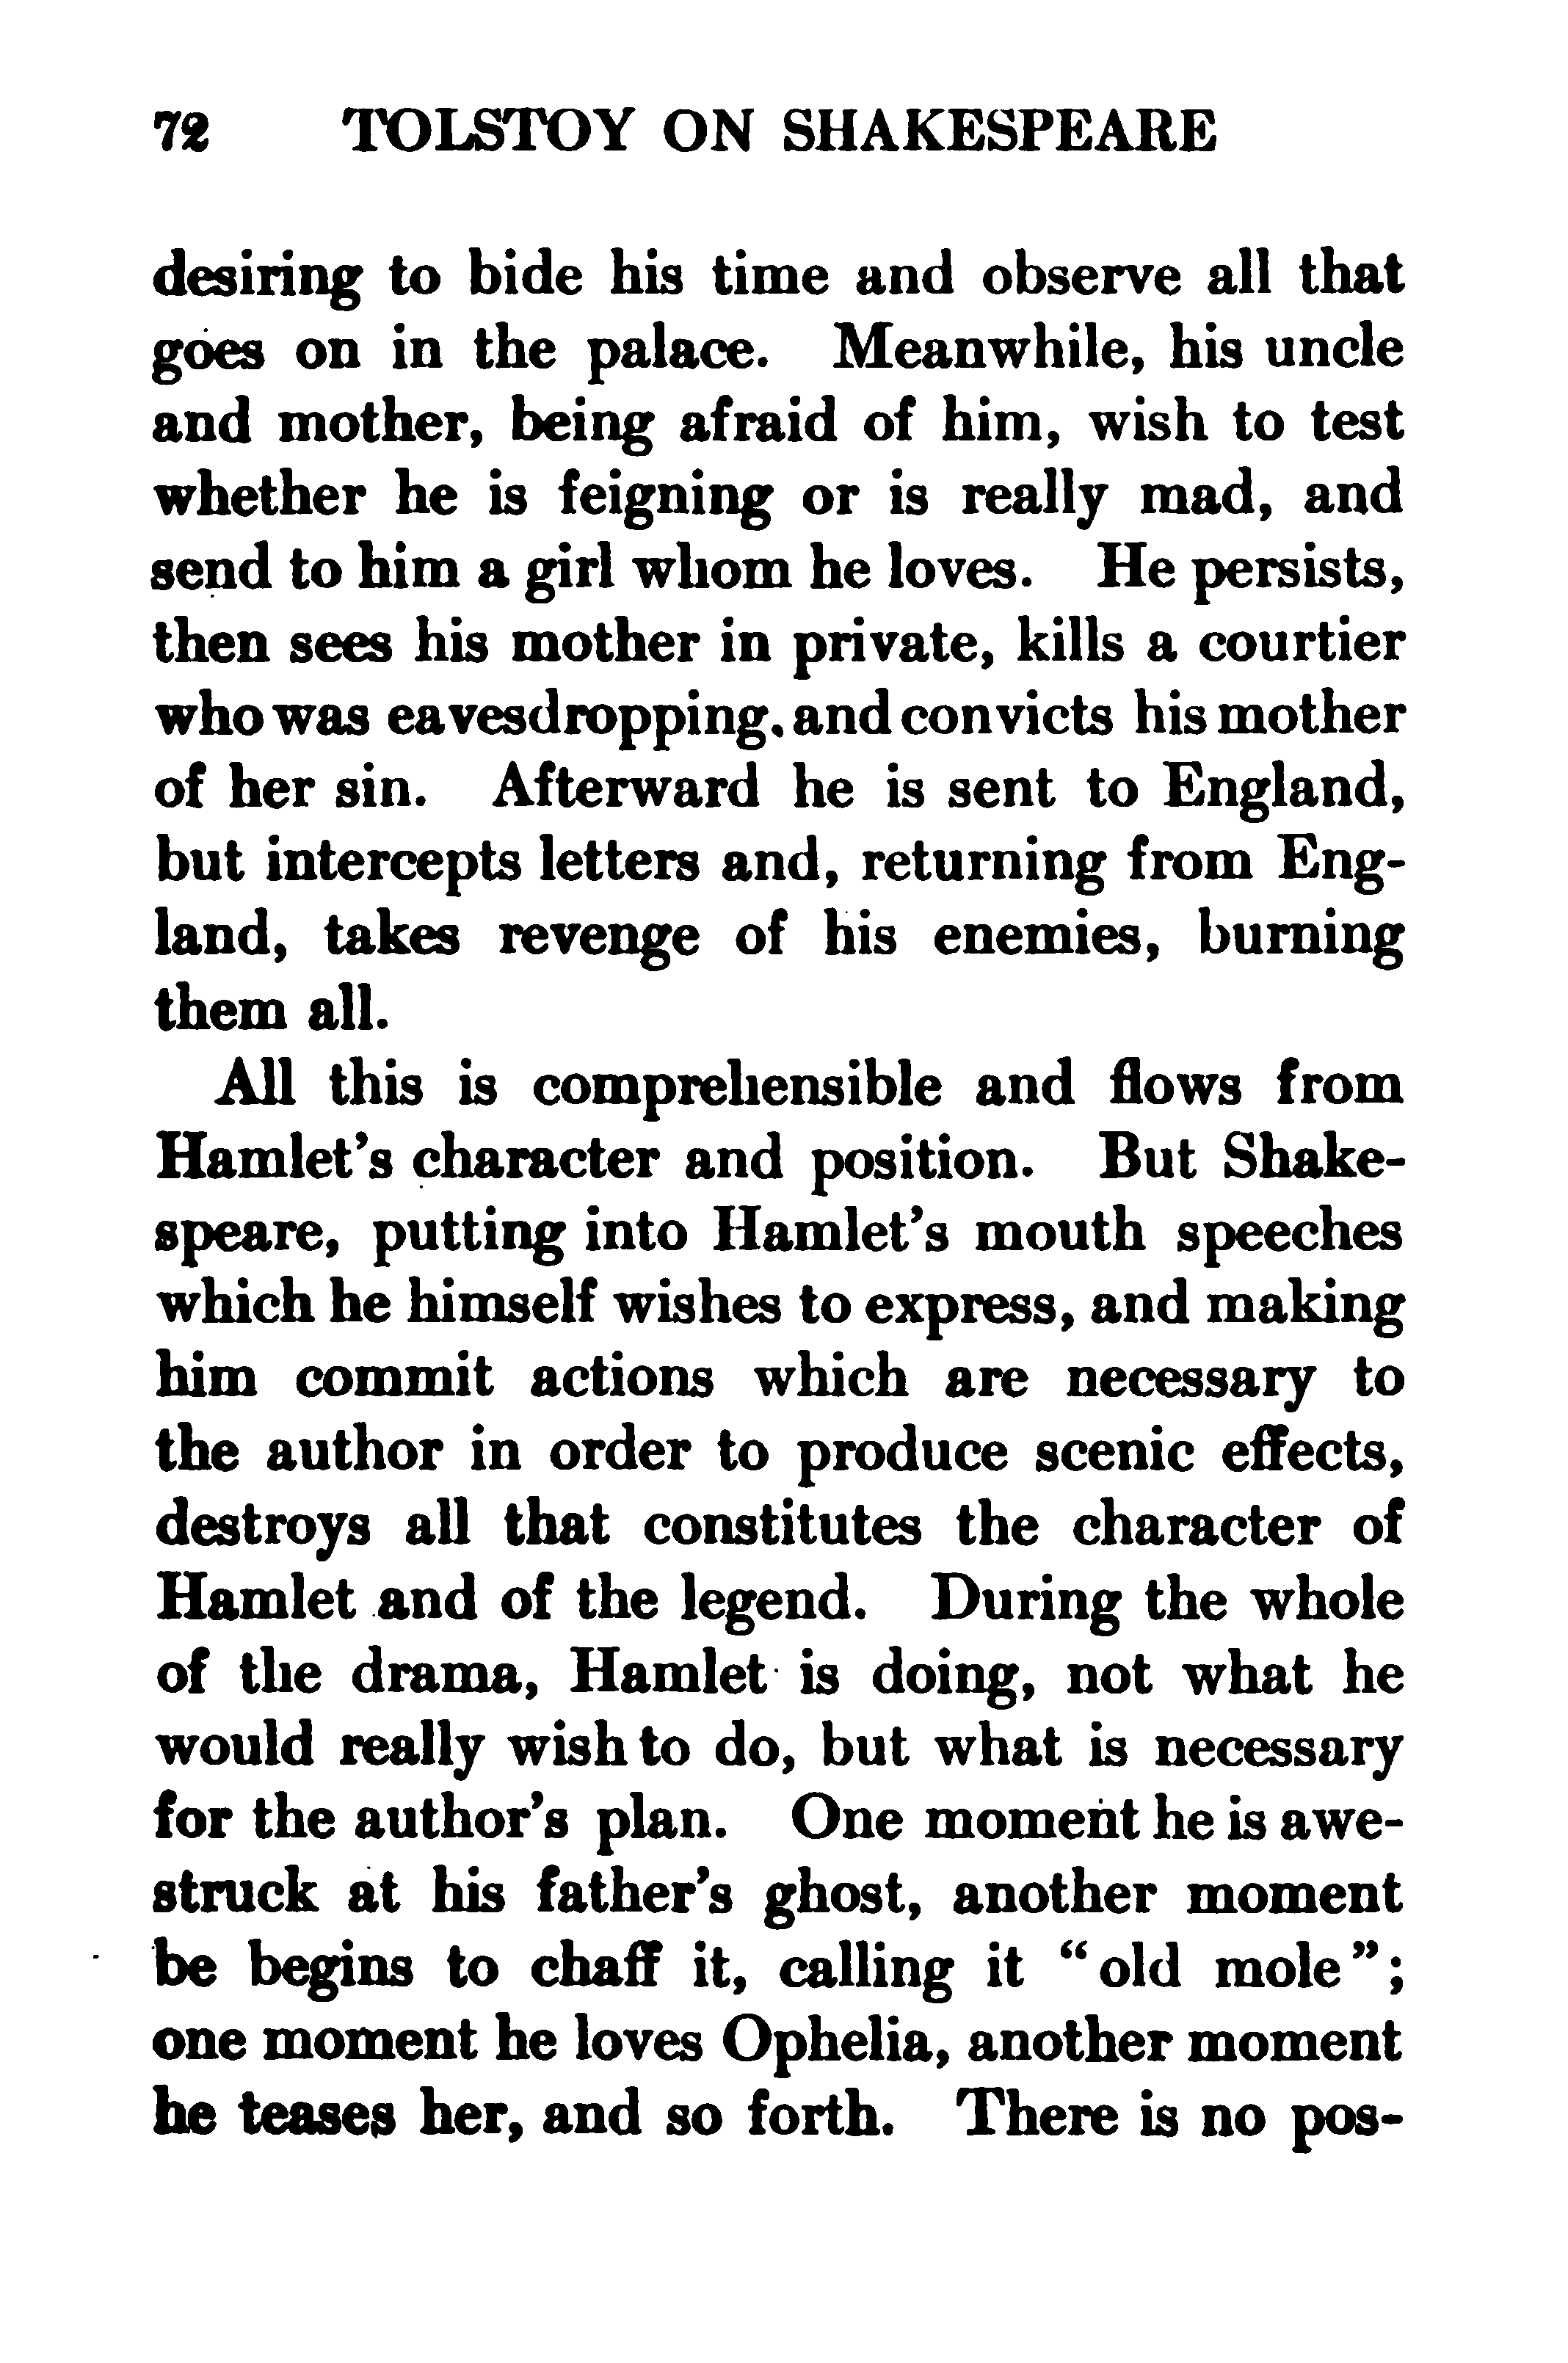 72 TOLSTOY ON SHAKESPEARE
desiring to bide his time and observe all that
goes on in the palace. Meanwhile, his uncle
and mother, being afraid of him, wish to test
whether he is feigning or is really mad, and
send to him a girl whom he loves. He persists,
then sees his mother in private, kills a courtier
who was eavesdropping, and convicts his mother
of her sin. Afterward he is sent to England,
but intercepts letters and, returning from Eng-
land, takes revenge of his enemies, burning
them all.
All this is comprehensible and flows from
Hamlet's character and position. But Shake-
speare, putting into Hamlet's mouth speeches
which he himself wishes to express, and making
him commit actions which are necessary to
the author in order to produce scenic effects,
destroys all that constitutes the character of
Hamlet and of the legend. During the whole
of the drama, Hamlet is doing, not what he
would really wish to do, but what is necessary
for the author's plan. One moment he is awe-
struck at his father's ghost, another moment
be begins to chaff it, calling it "old mole";
one moment he loves Ophelia, another moment
he teases her, and so forth. There is no pos-